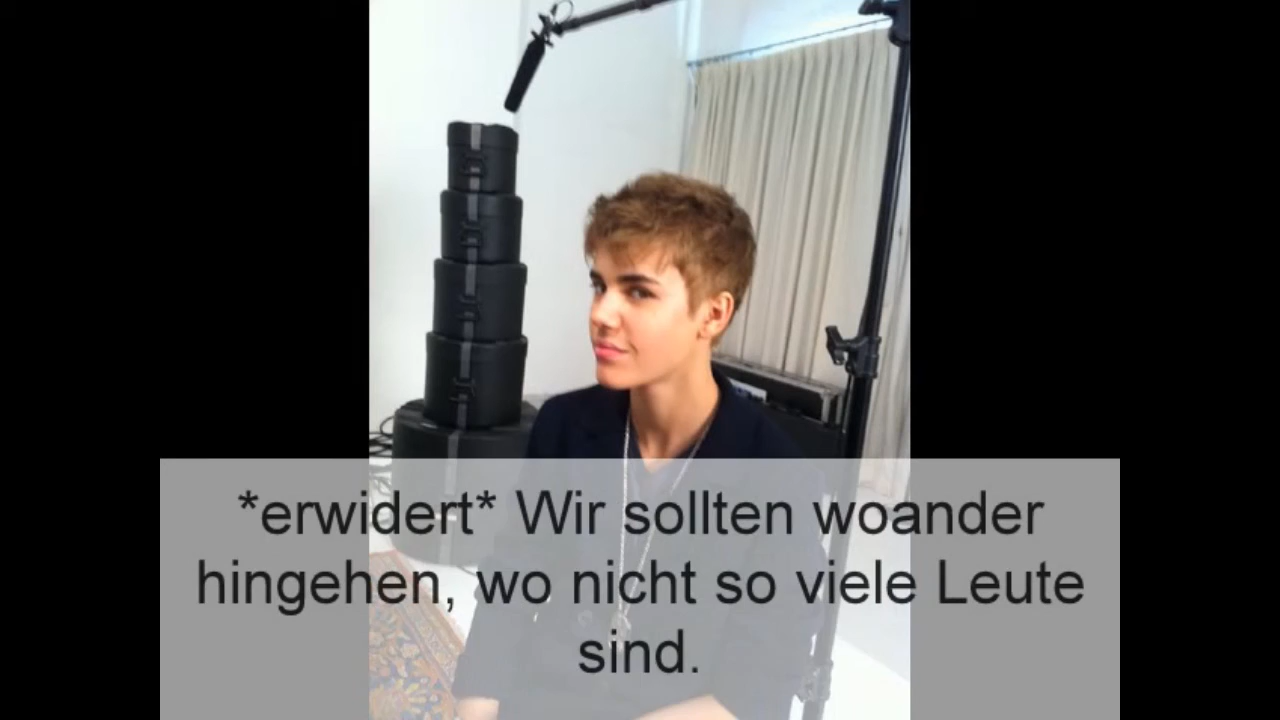 *erwidert* Wir sollten woander
hingehen, wo nicht so viele Leute
sind.